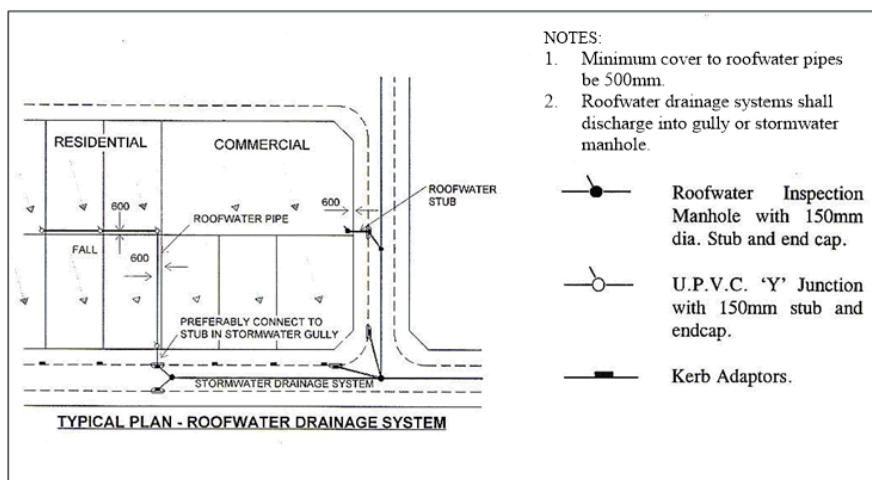 RESIDENTIAL
COMMERCIAL
ROOFWATER
STUB
600
600
ROOFWATER PIPE
FALL
600
PREFERABLY CONNECT TO
STUB IN STORMWATER GULLY
STORMWATER DRAINAGE SYSTEM
TYPICAL PLAN - ROOFWATER DRAINAGE SYSTEM
NOTES:
1. Minimum cover to roofwater pipes
be 500mm.
2. Roofwater drainage systems shall
discharge into gully or stormwater
manhole.
Roofwater Inspection
Manhole with 150mm
dia. Stub and end cap.
U.P.V.C. ‘Y’ Junction
with 150mm stub and
endcap.
Kerb Adaptors.